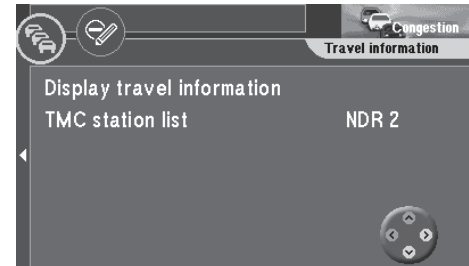 Congestion
Travel information
Display travel information
TMC station list NDR 2